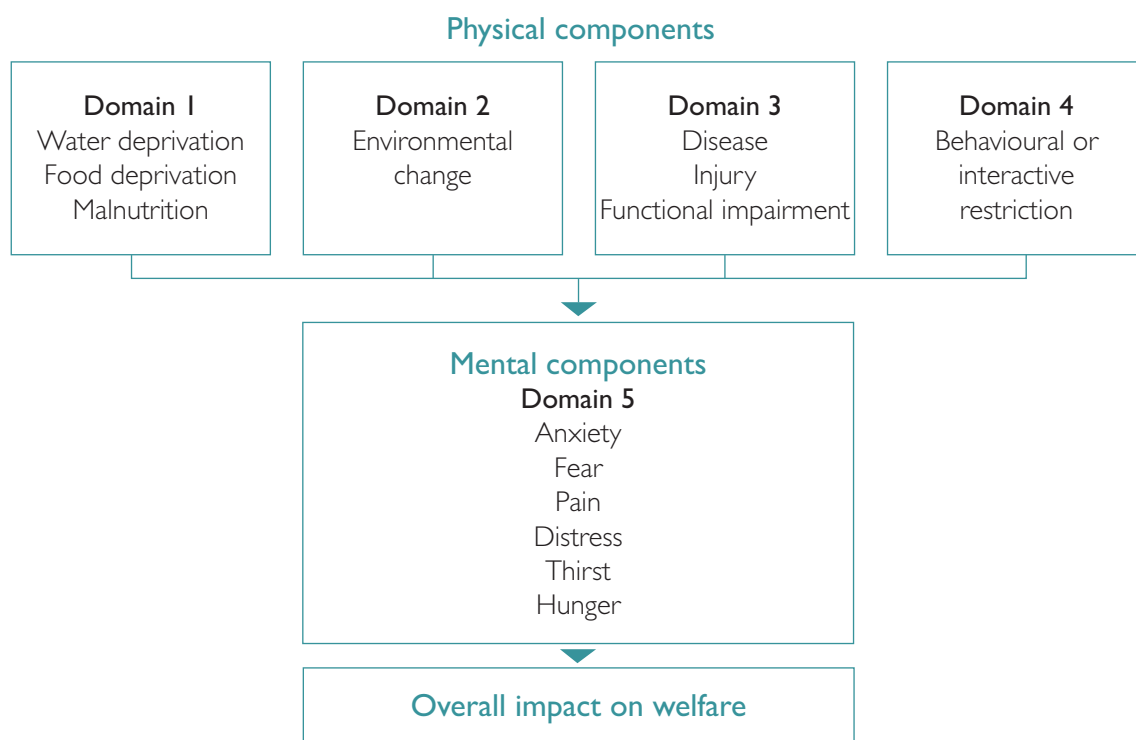 Physical components
Domain 1
Water deprivation
Food deprivation
Malnutrition
Domain 2
Environmental
change
Domain 3
Disease
Injury
Functional impairment
Domain 4
Behavioural or
interactive
restriction
Mental components
Domain 5
Anxiety
Fear
Pain
Distress
Thirst
Hunger
Overall impact on welfare